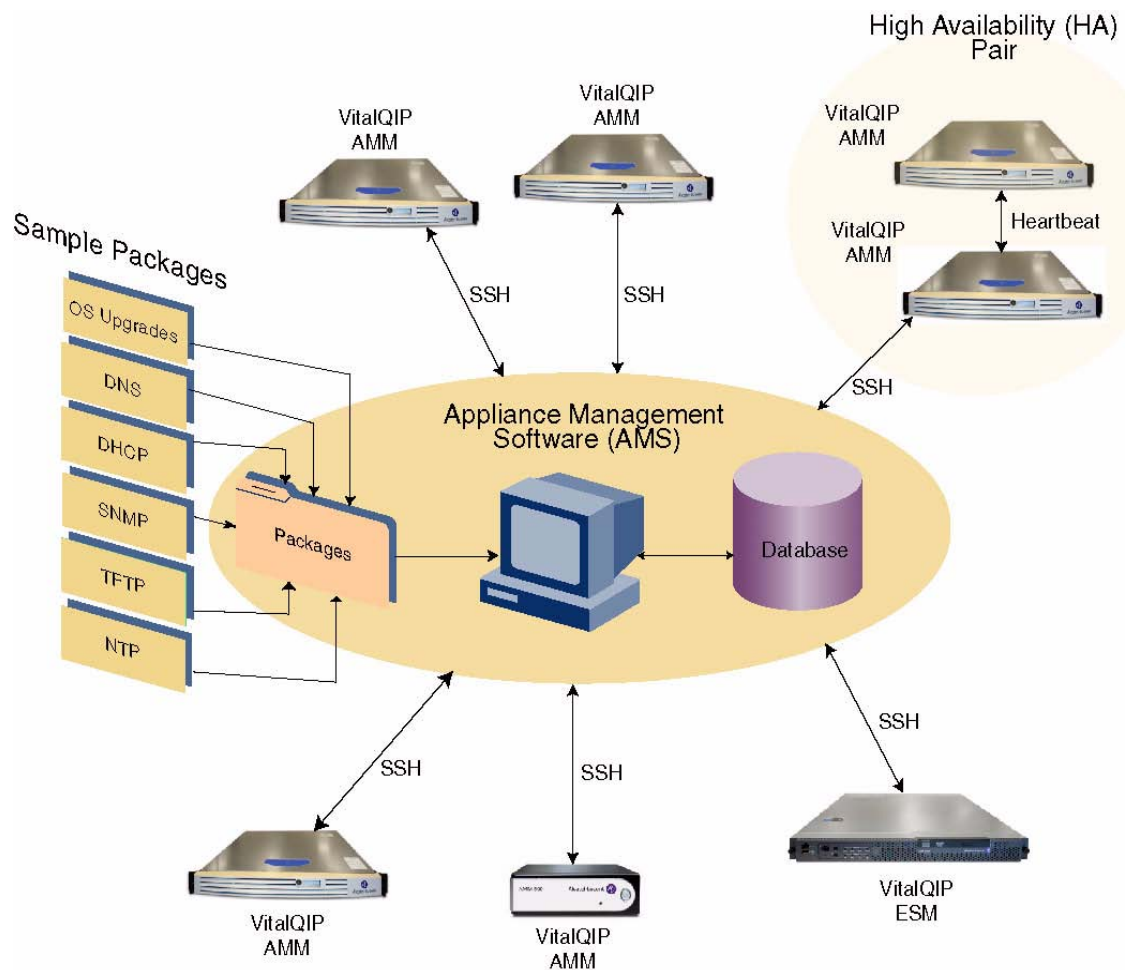 High Availability (HA)
Pair
VitalQIP
AMM
VitalQIP
AMM
VitalQIP
AMM
Heartbeat
VitalQIP
AMM
Sample Packages
OS Upgrades
DNS
DHCP
SNMP
TFTP
NTP
SSH
SSH
SSH
Appliance Management
Software (AMS)
Packages
Database
SSH
SSH
SSH
VitalQIP
AMM
Alcatel-Lucent
VitalQIP
AMM
VitalQIP
ESM